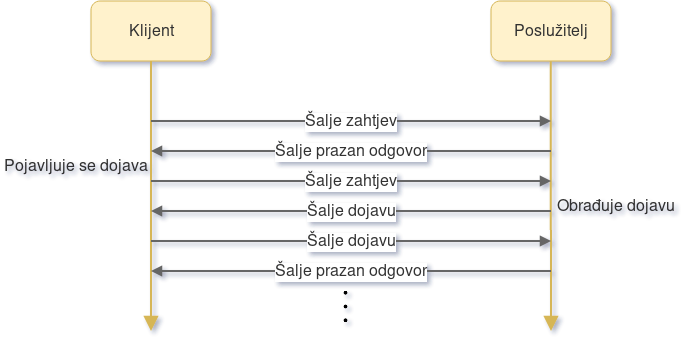 Klijent
Poslužitelj
Šalje zahtjev
Šalje prazan odgovor
Pojavljuje se dojava
Šalje zahtjev
Obrađuje dojavu
Šalje dojavu
Šalje dojavu
Šalje prazan odgovor